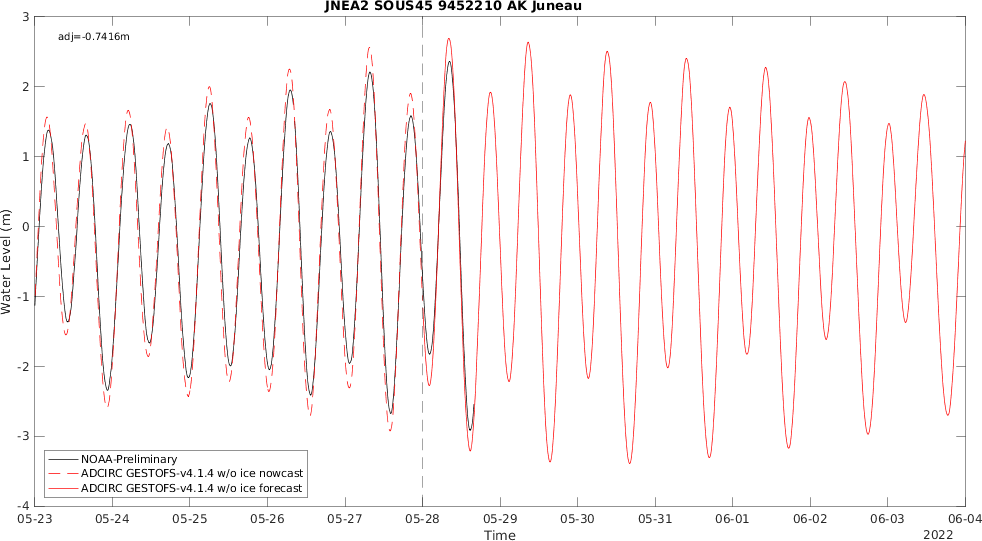 JNEA2 SOUS45 9452210 AK Juneau
adj=-0.7416m
3
2
1
0
-1
-2
-3
-4
Water Level (m)
NOAA-Preliminary
ADCIRC GESTOFS-v4.1.4 w/o ice nowcast
ADCIRC GESTOFS-v4.1.4 w/o ice forecast
05-23 05-24 05-25 05-26 05-27 05-28 05-29 05-30 05-31 06-01 06-02 06-03 06-04
Time
2022